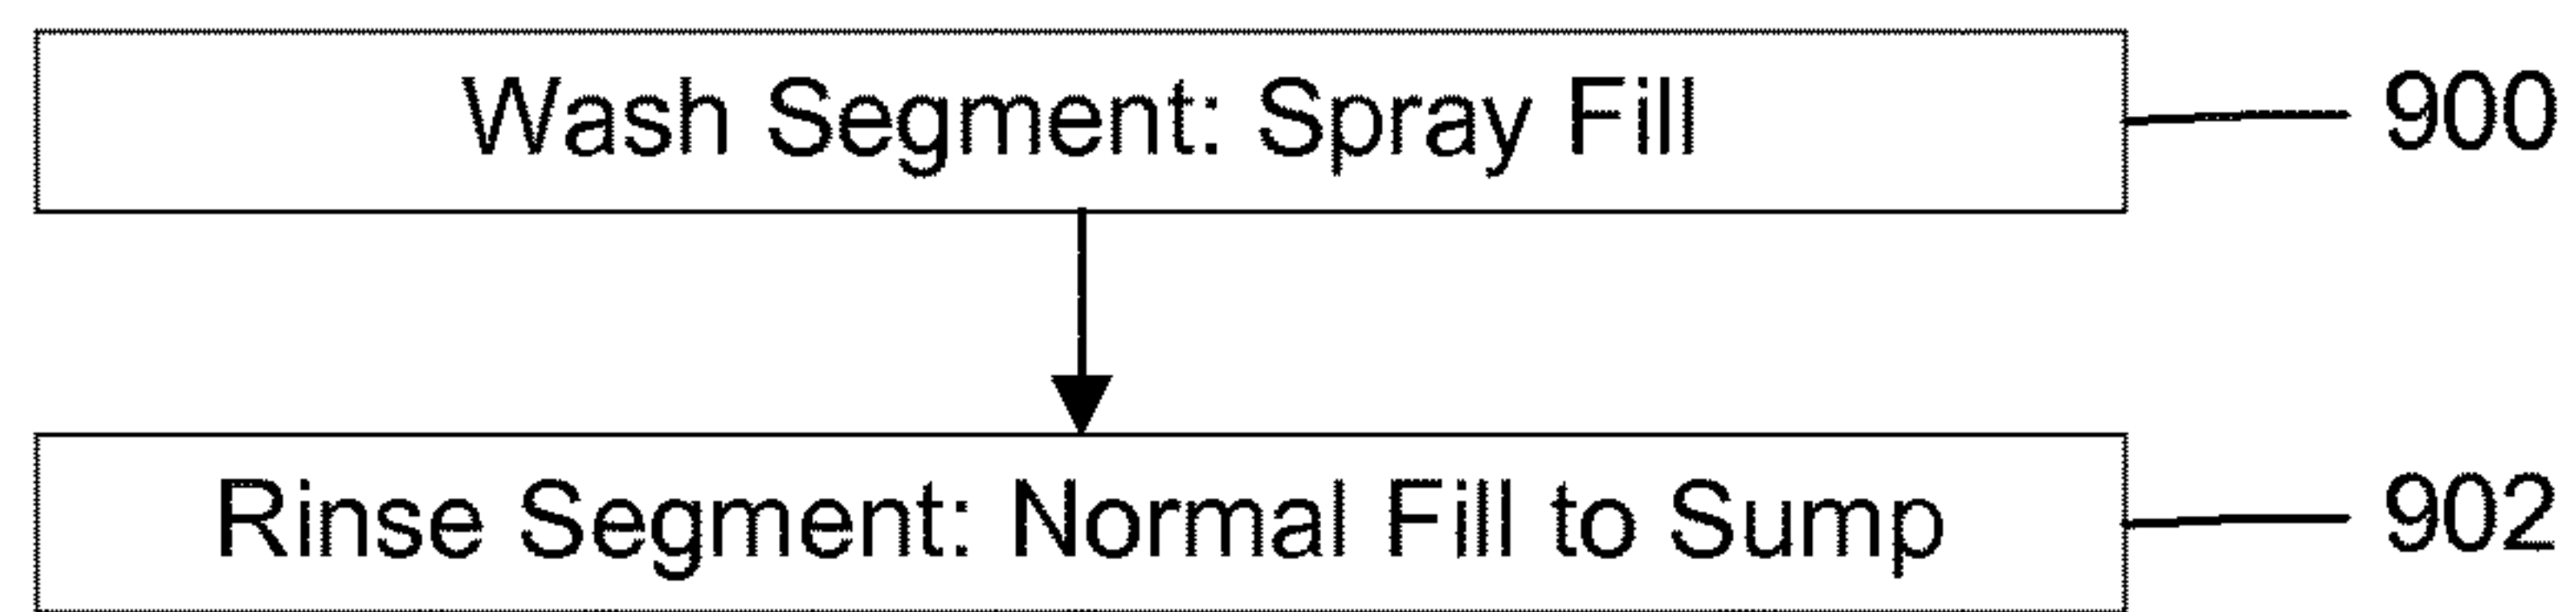 Wash Segment: Spray Fill 900
Rinse Segment: Normal Fill to Sump 902